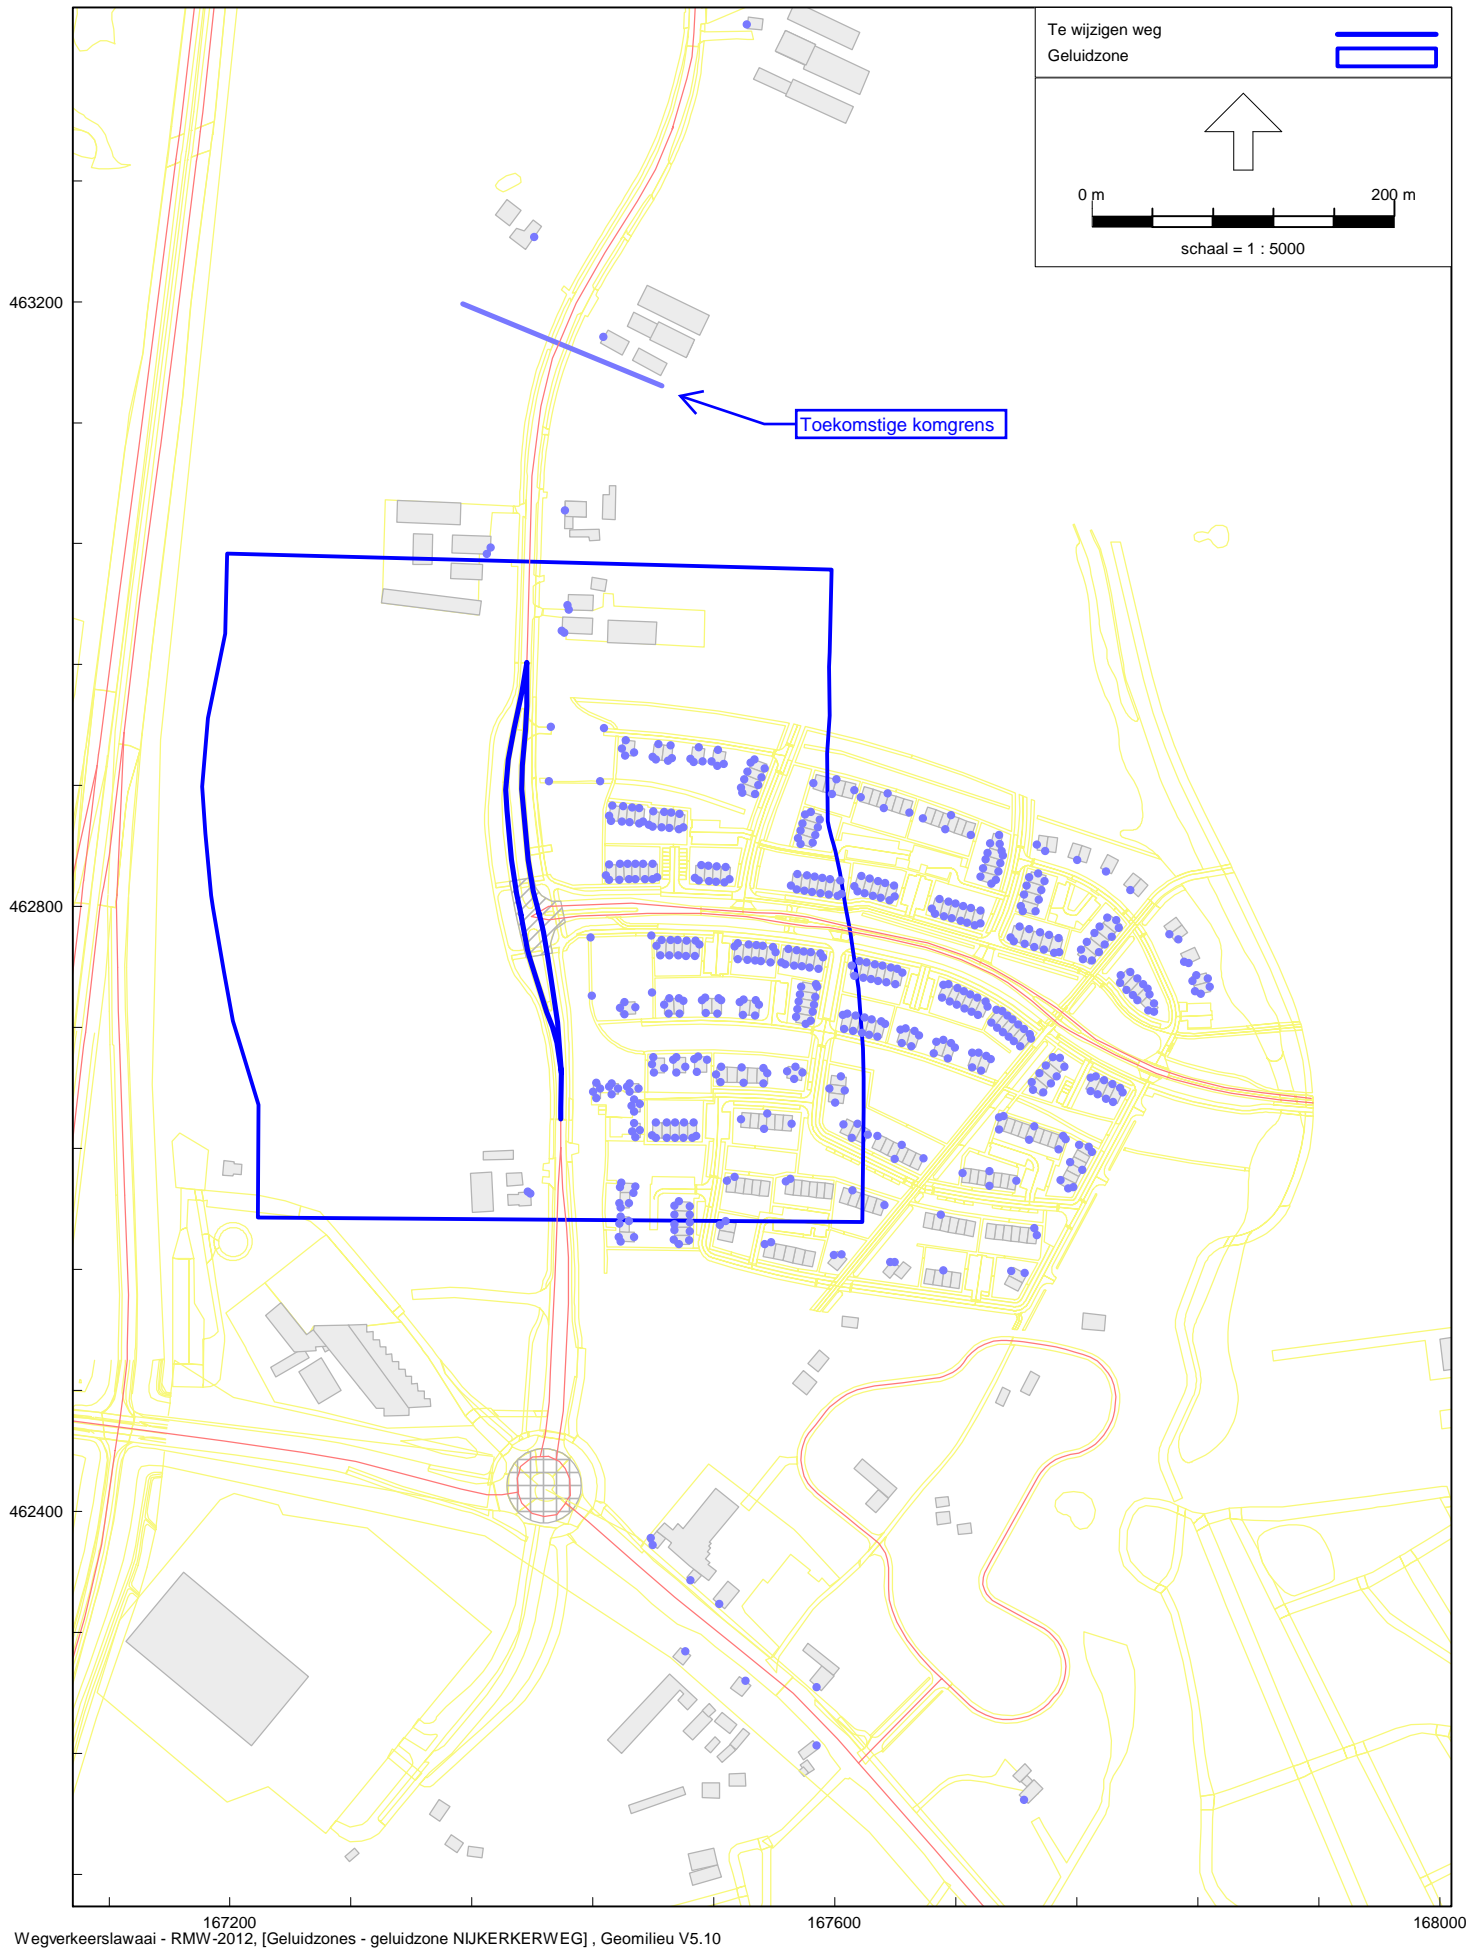 Te wijzigen weg
Geluidzone
0 m 200 m
schaal = 1 : 5000
463200
Toekomstige komgrens
462800
462400
167200 167600 168000
Wegverkeerslawaai - RMW-2012, [Geluidzones - geluidzone NIJKERKERWEG] , Geomilieu V5.10